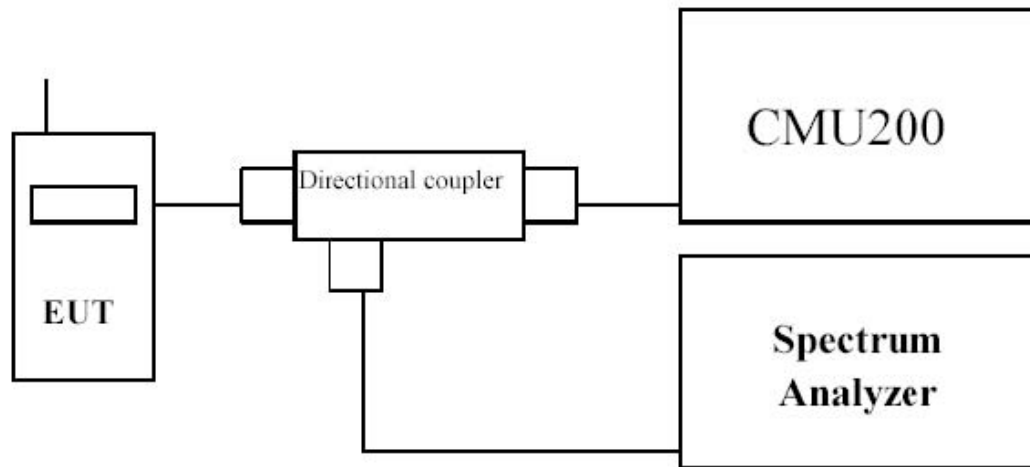 CMU200
Directional coupler
EUT
Spectrum
Analyzer